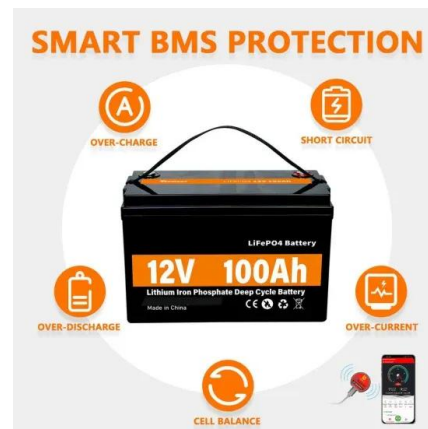 SMART BMS PROTECTION
A
OVER-CHARGE
SHORT CIRCUIT
LiFePO4 Battery
12V 100Ah
Lithium Iron Phosphate Deep Cycle Battery
Made in China
CE
OVER-DISCHARGE
OVER-CURRENT
CELL BALANCE